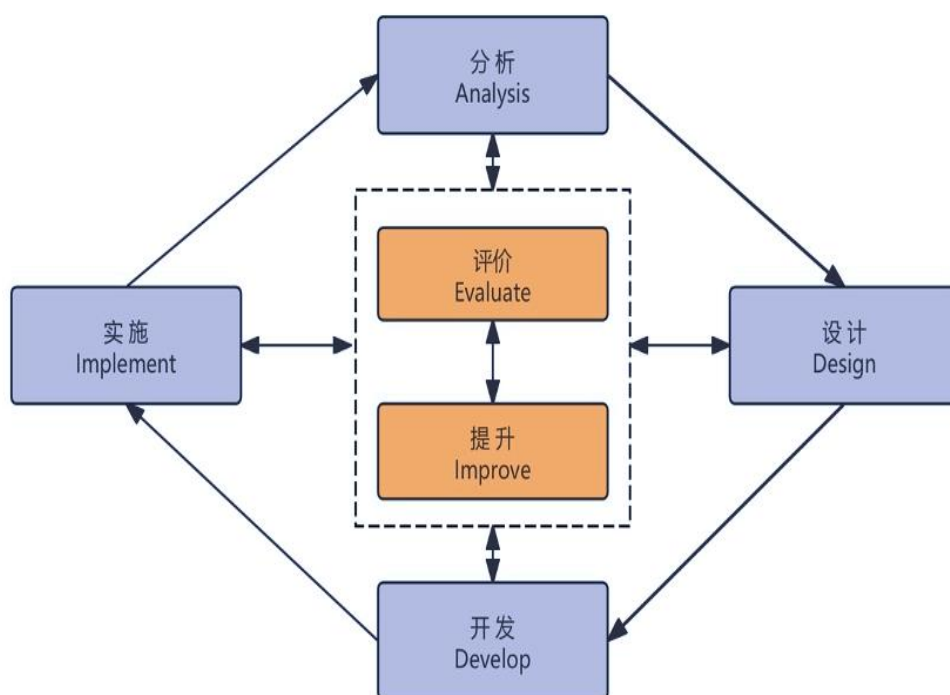 分析
Analysis
评价
Evaluate
实施
Implement
设计
Design
提升
Improve
开发
Develop